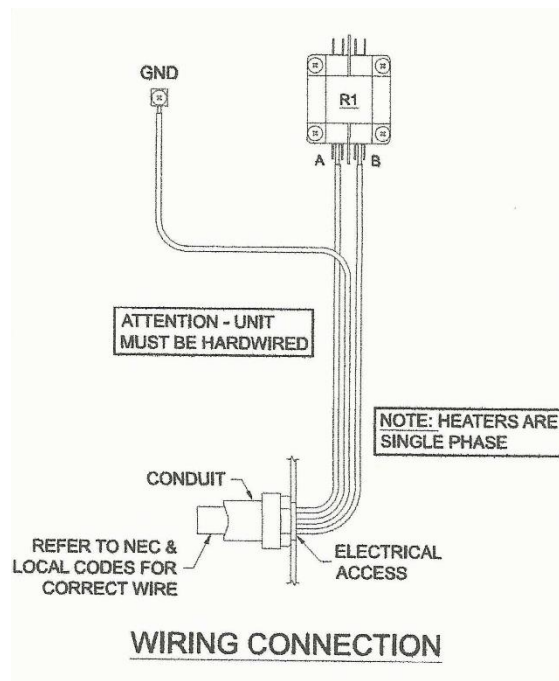 GND
R1
A
B
ATTENTION - UNIT
MUST BE HARDWIRED
NOTE: HEATERS ARE
SINGLE PHASE
CONDUIT
REFER TO NEC &
LOCAL CODES FOR
CORRECT WIRE
ELECTRICAL
ACCESS
WIRING CONNECTION